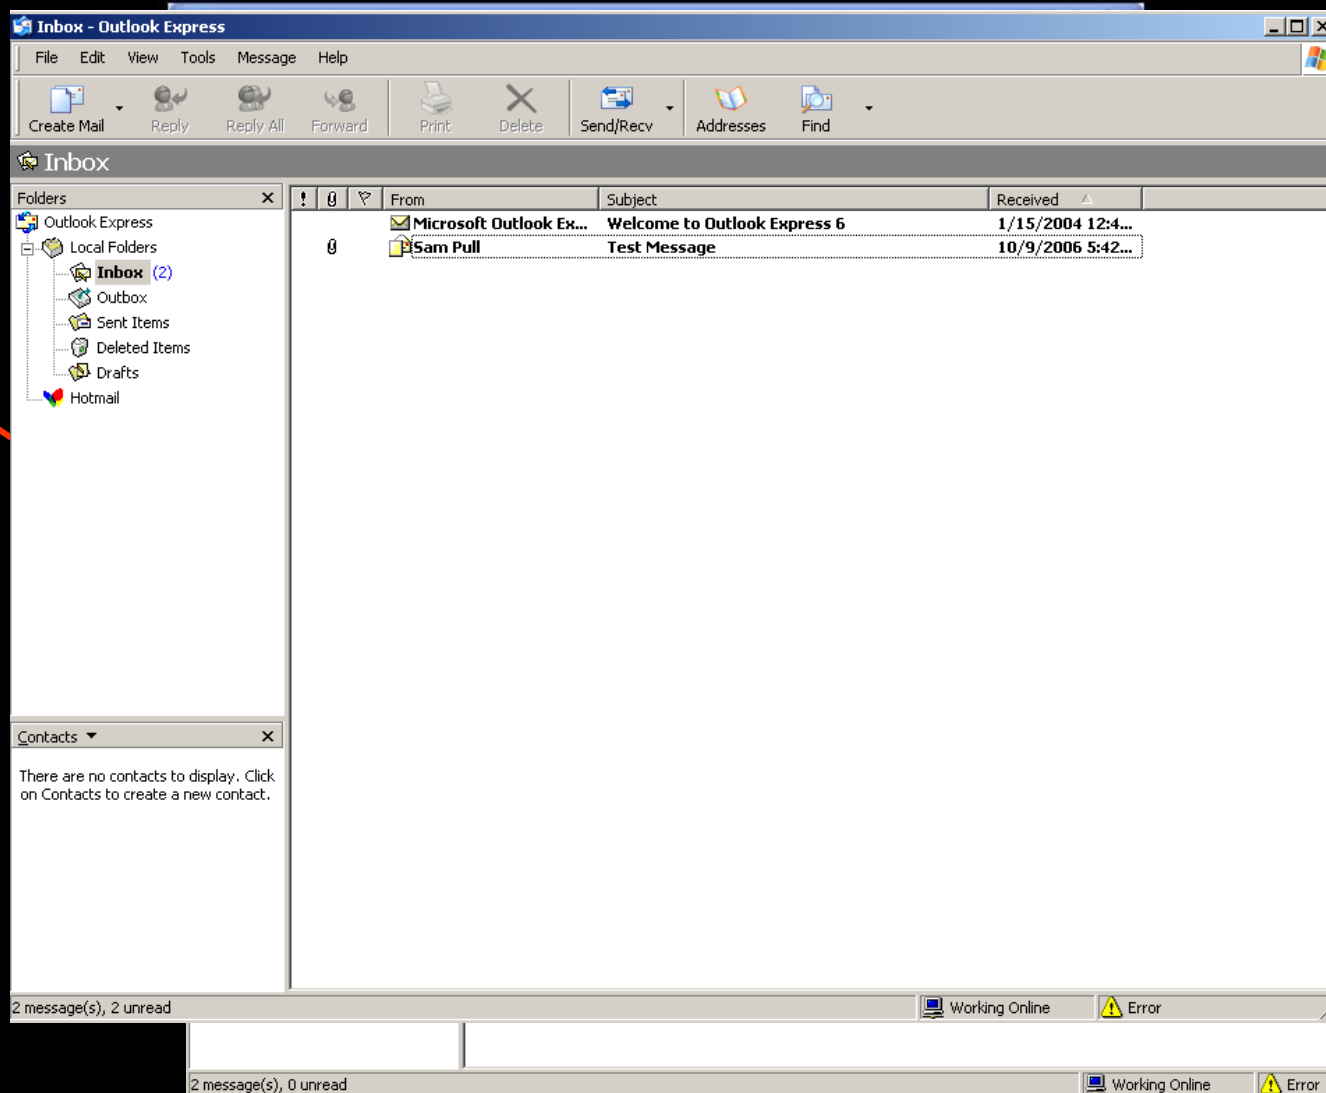 Inbox - Outlook Express
File Edit View Tools Message Help
Create Mail Reply Reply All Forward Print Delete Send/Recv Addresses Find
Inbox
Folders
! From Subject Received
Outlook Express
Microsoft Outlook Ex... Welcome to Outlook Express 6 1/15/2004 12:4...
Local Folders
Sam Pull Test Message 10/9/2006 5:42...
Inbox (2)
Outbox
Sent Items
Deleted Items
Drafts
Hotmail
Contacts
There are no contacts to display. Click
on Contacts to create a new contact.
2 message(s), 2 unread Working Online Error
2 message(s), 0 unread Working Online Error